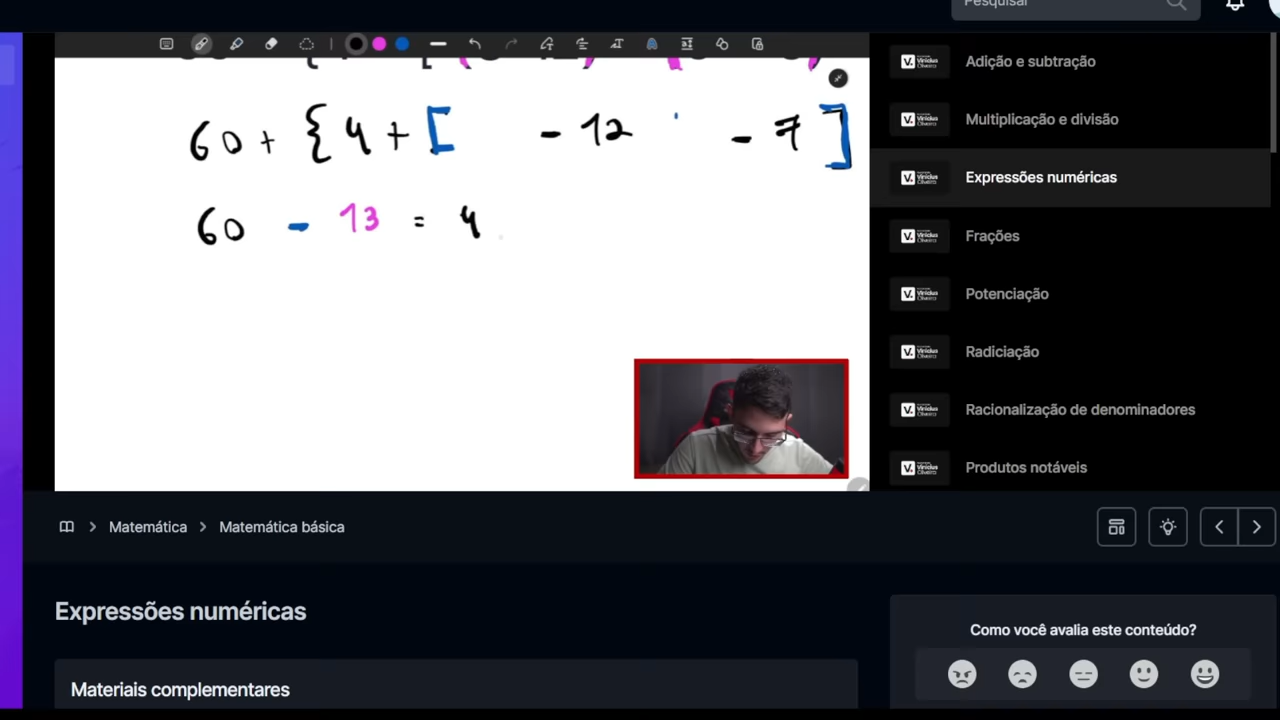 Pesquisar
60 + { 4 + [ - 12 - 7 ]
60 - 13 = 4
Adição e subtração
Multiplicação e divisão
Expressões numéricas
Frações
Potenciação
Radiciação
Racionalização de denominadores
Produtos notáveis
Matemática
Matemática básica
Expressões numéricas
Materiais complementares
Como você avalia este conteúdo?